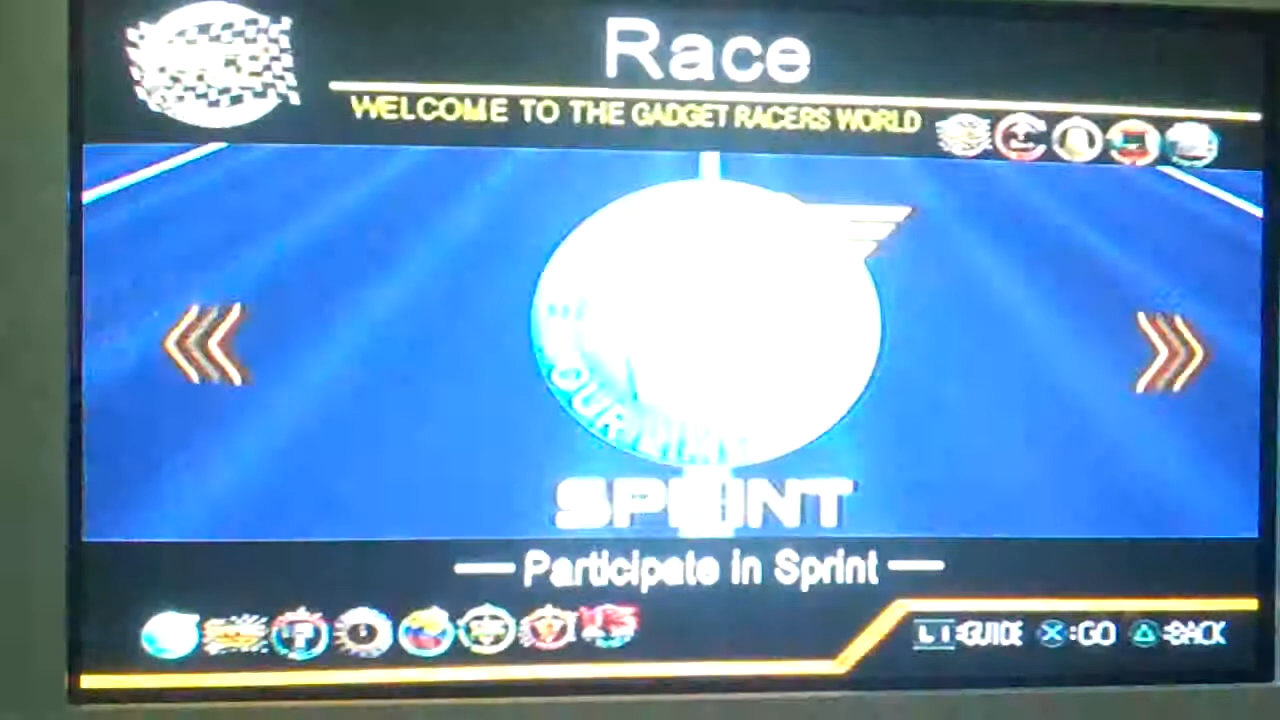 Race
WELCOME TO THE GADGET RACERS WORLD
SPRINT
Participate in Sprint
L1:GUIDE X:GO △:BACK